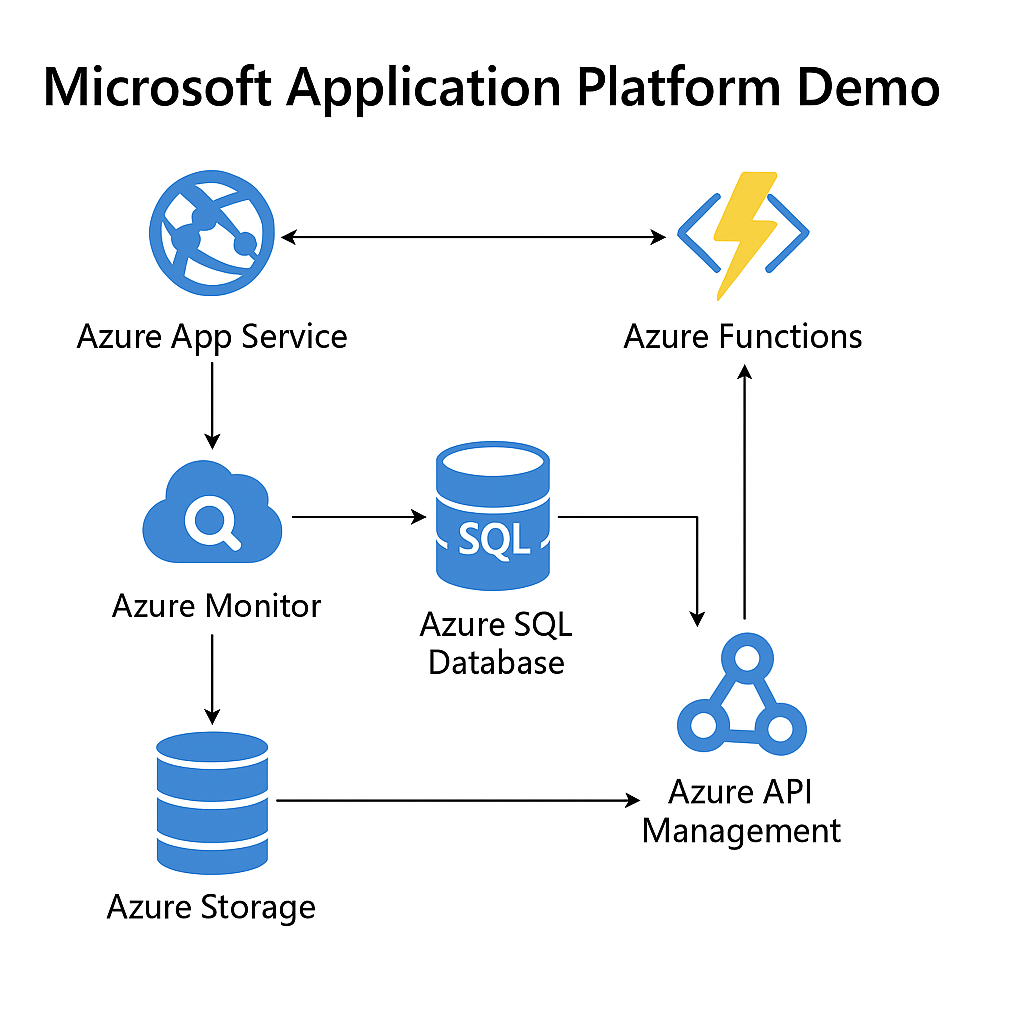 Microsoft Application Platform Demo
Azure App Service
Azure Functions
SQL
Azure Monitor
Azure SQL
Database
Azure API
Management
Azure Storage